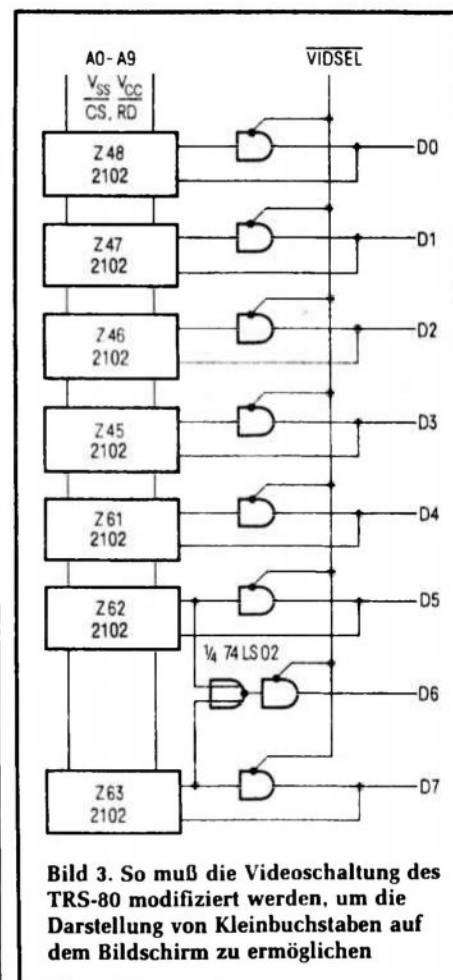 A0-A9
VIDSEL
VSS VCC
CS, RD
Z48
2102
D0
Z47
2102
D1
Z46
2102
D2
Z45
2102
D3
Z61
2102
D4
Z62
2102
D5
¼ 74LS02
D6
Z63
2102
D7
Bild 3. So muß die Videoschaltung des
TRS-80 modifiziert werden, um die
Darstellung von Kleinbuchstaben auf
dem Bildschirm zu ermöglichen